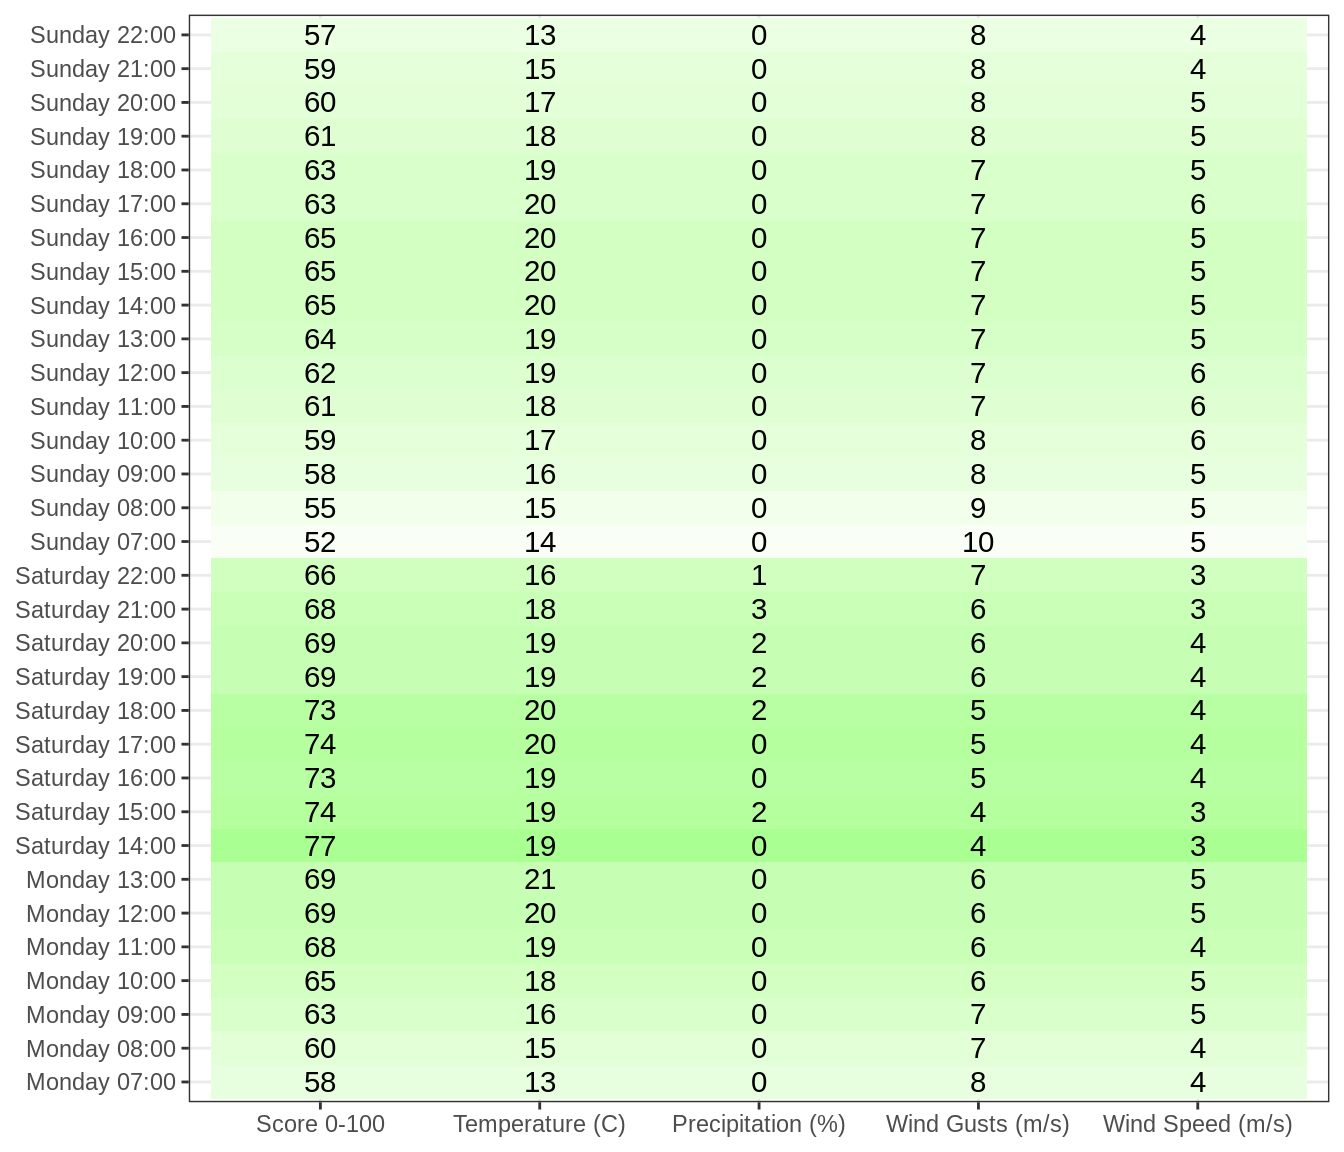 Sunday 22:00 57 13 0 8 4
Sunday 21:00 59 15 0 8 4
Sunday 20:00 60 17 0 8 5
Sunday 19:00 61 18 0 8 5
Sunday 18:00 63 19 0 7 5
Sunday 17:00 63 20 0 7 6
Sunday 16:00 65 20 0 7 5
Sunday 15:00 65 20 0 7 5
Sunday 14:00 65 20 0 7 5
Sunday 13:00 64 19 0 7 5
Sunday 12:00 62 19 0 7 6
Sunday 11:00 61 18 0 7 6
Sunday 10:00 59 17 0 8 6
Sunday 09:00 58 16 0 8 5
Sunday 08:00 55 15 0 9 5
Sunday 07:00 52 14 0 10 5
Saturday 22:00 66 16 1 7 3
Saturday 21:00 68 18 3 6 3
Saturday 20:00 69 19 2 6 4
Saturday 19:00 69 19 2 6 4
Saturday 18:00 73 20 2 5 4
Saturday 17:00 74 20 0 5 4
Saturday 16:00 73 19 0 5 4
Saturday 15:00 74 19 2 4 3
Saturday 14:00 77 19 0 4 3
Monday 13:00 69 21 0 6 5
Monday 12:00 69 20 0 6 5
Monday 11:00 68 19 0 6 4
Monday 10:00 65 18 0 6 5
Monday 09:00 63 16 0 7 5
Monday 08:00 60 15 0 7 4
Monday 07:00 58 13 0 8 4
Score 0-100 Temperature (C) Precipitation (%) Wind Gusts (m/s) Wind Speed (m/s)